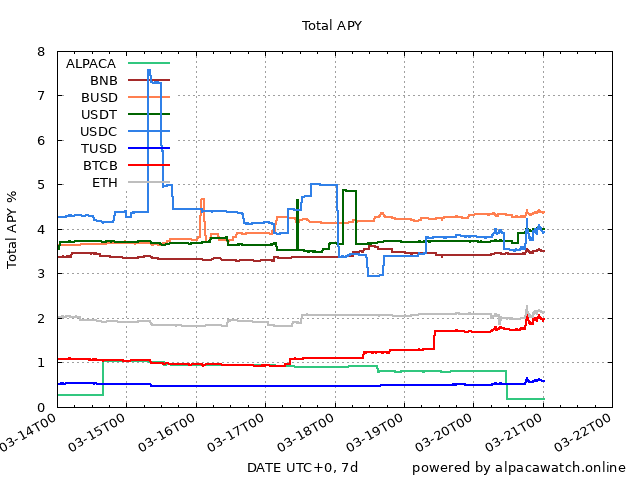 Total APY
Total APY %
8
7
6
5
4
3
2
1
0
ALPACA
BNB
BUSD
USDT
USDC
TUSD
BTCB
ETH
03-14T00
03-15T00
03-16T00
03-17T00
03-18T00
03-19T00
03-20T00
03-21T00
03-22T00
DATE UTC+0, 7d
powered by alpacawatch.online